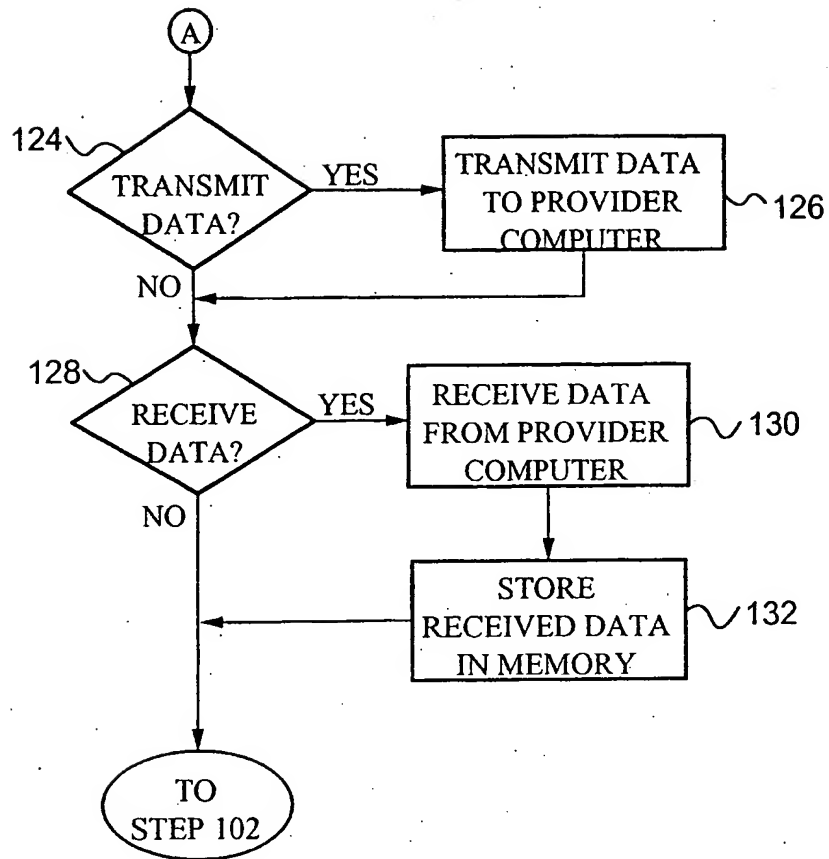 A
124
TRANSMIT
DATA?
YES
TRANSMIT DATA
TO PROVIDER
COMPUTER
126
NO
128
RECEIVE
DATA?
YES
RECEIVE DATA
FROM PROVIDER
COMPUTER
130
NO
STORE
RECEIVED DATA
IN MEMORY
132
TO
STEP 102